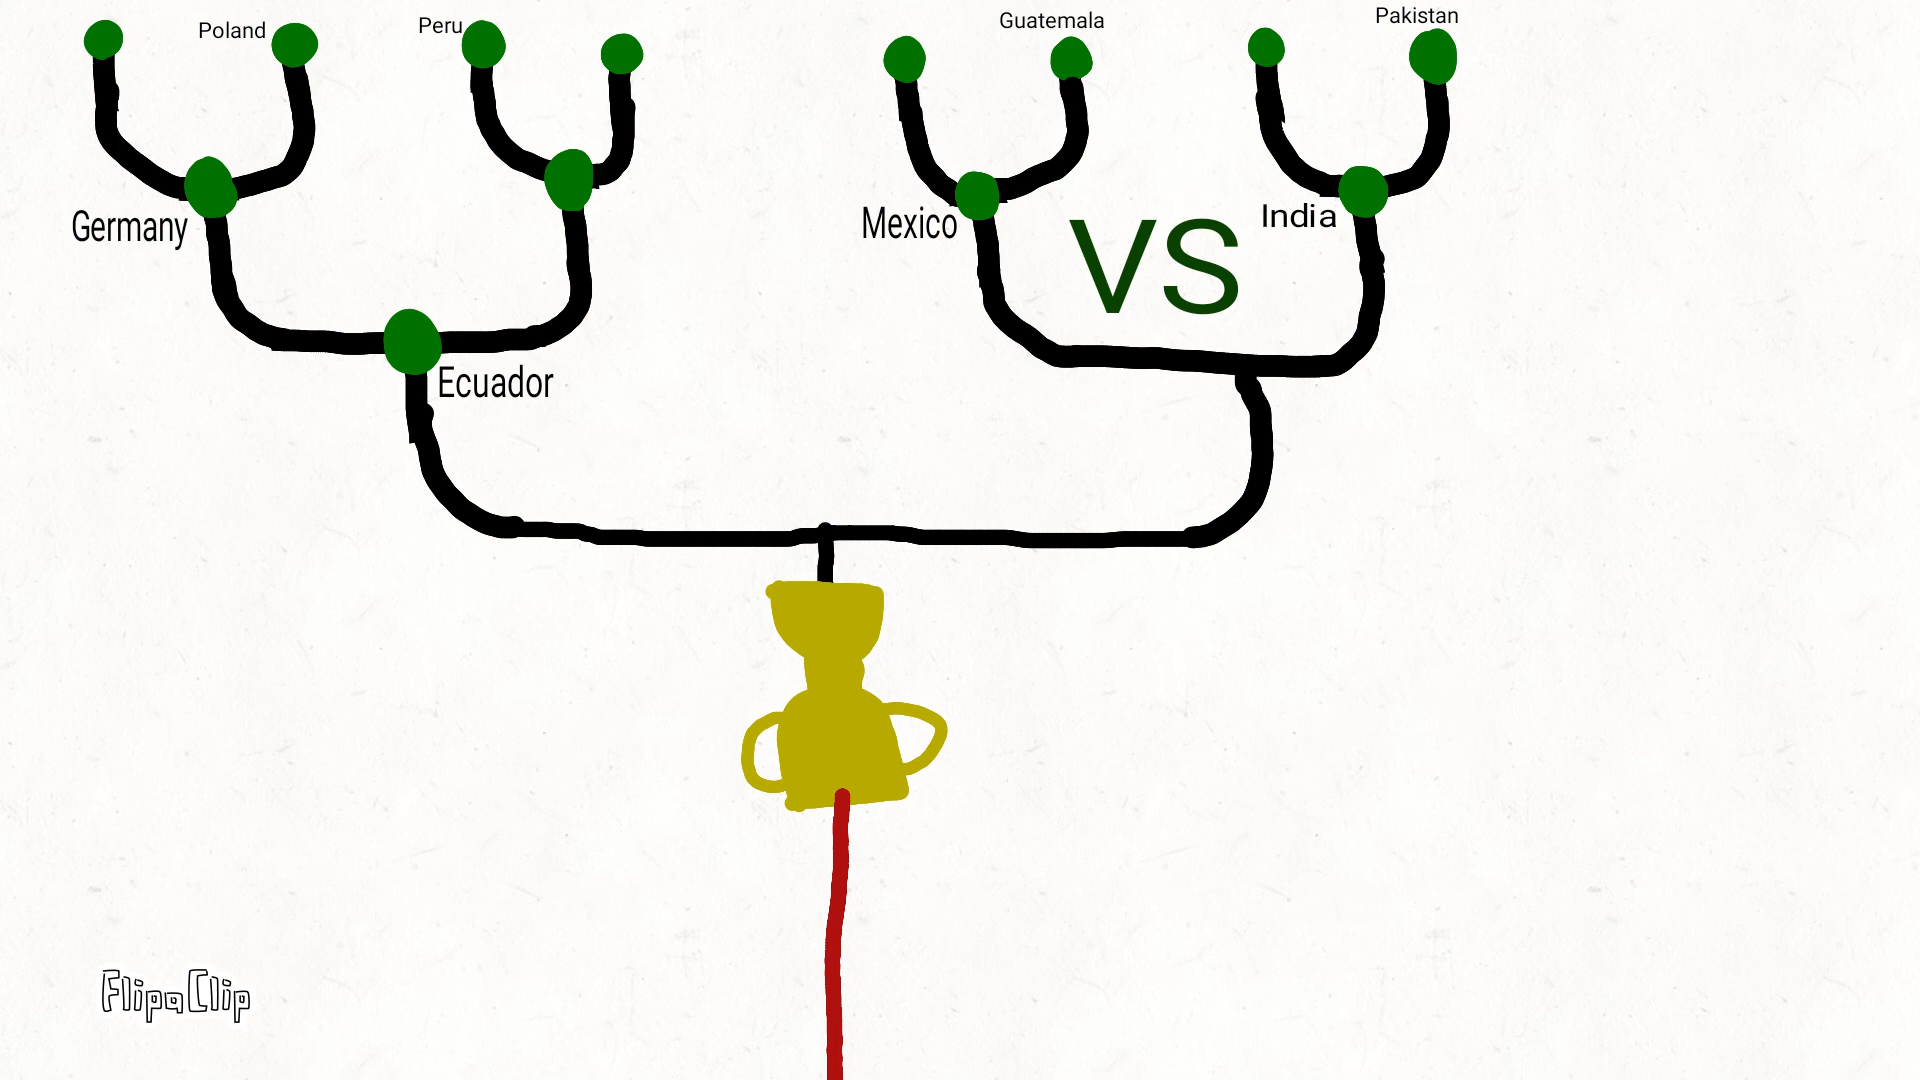 Poland
Peru
Guatemala
Pakistan
Germany
Mexico
VS
India
Ecuador
FlipaClip